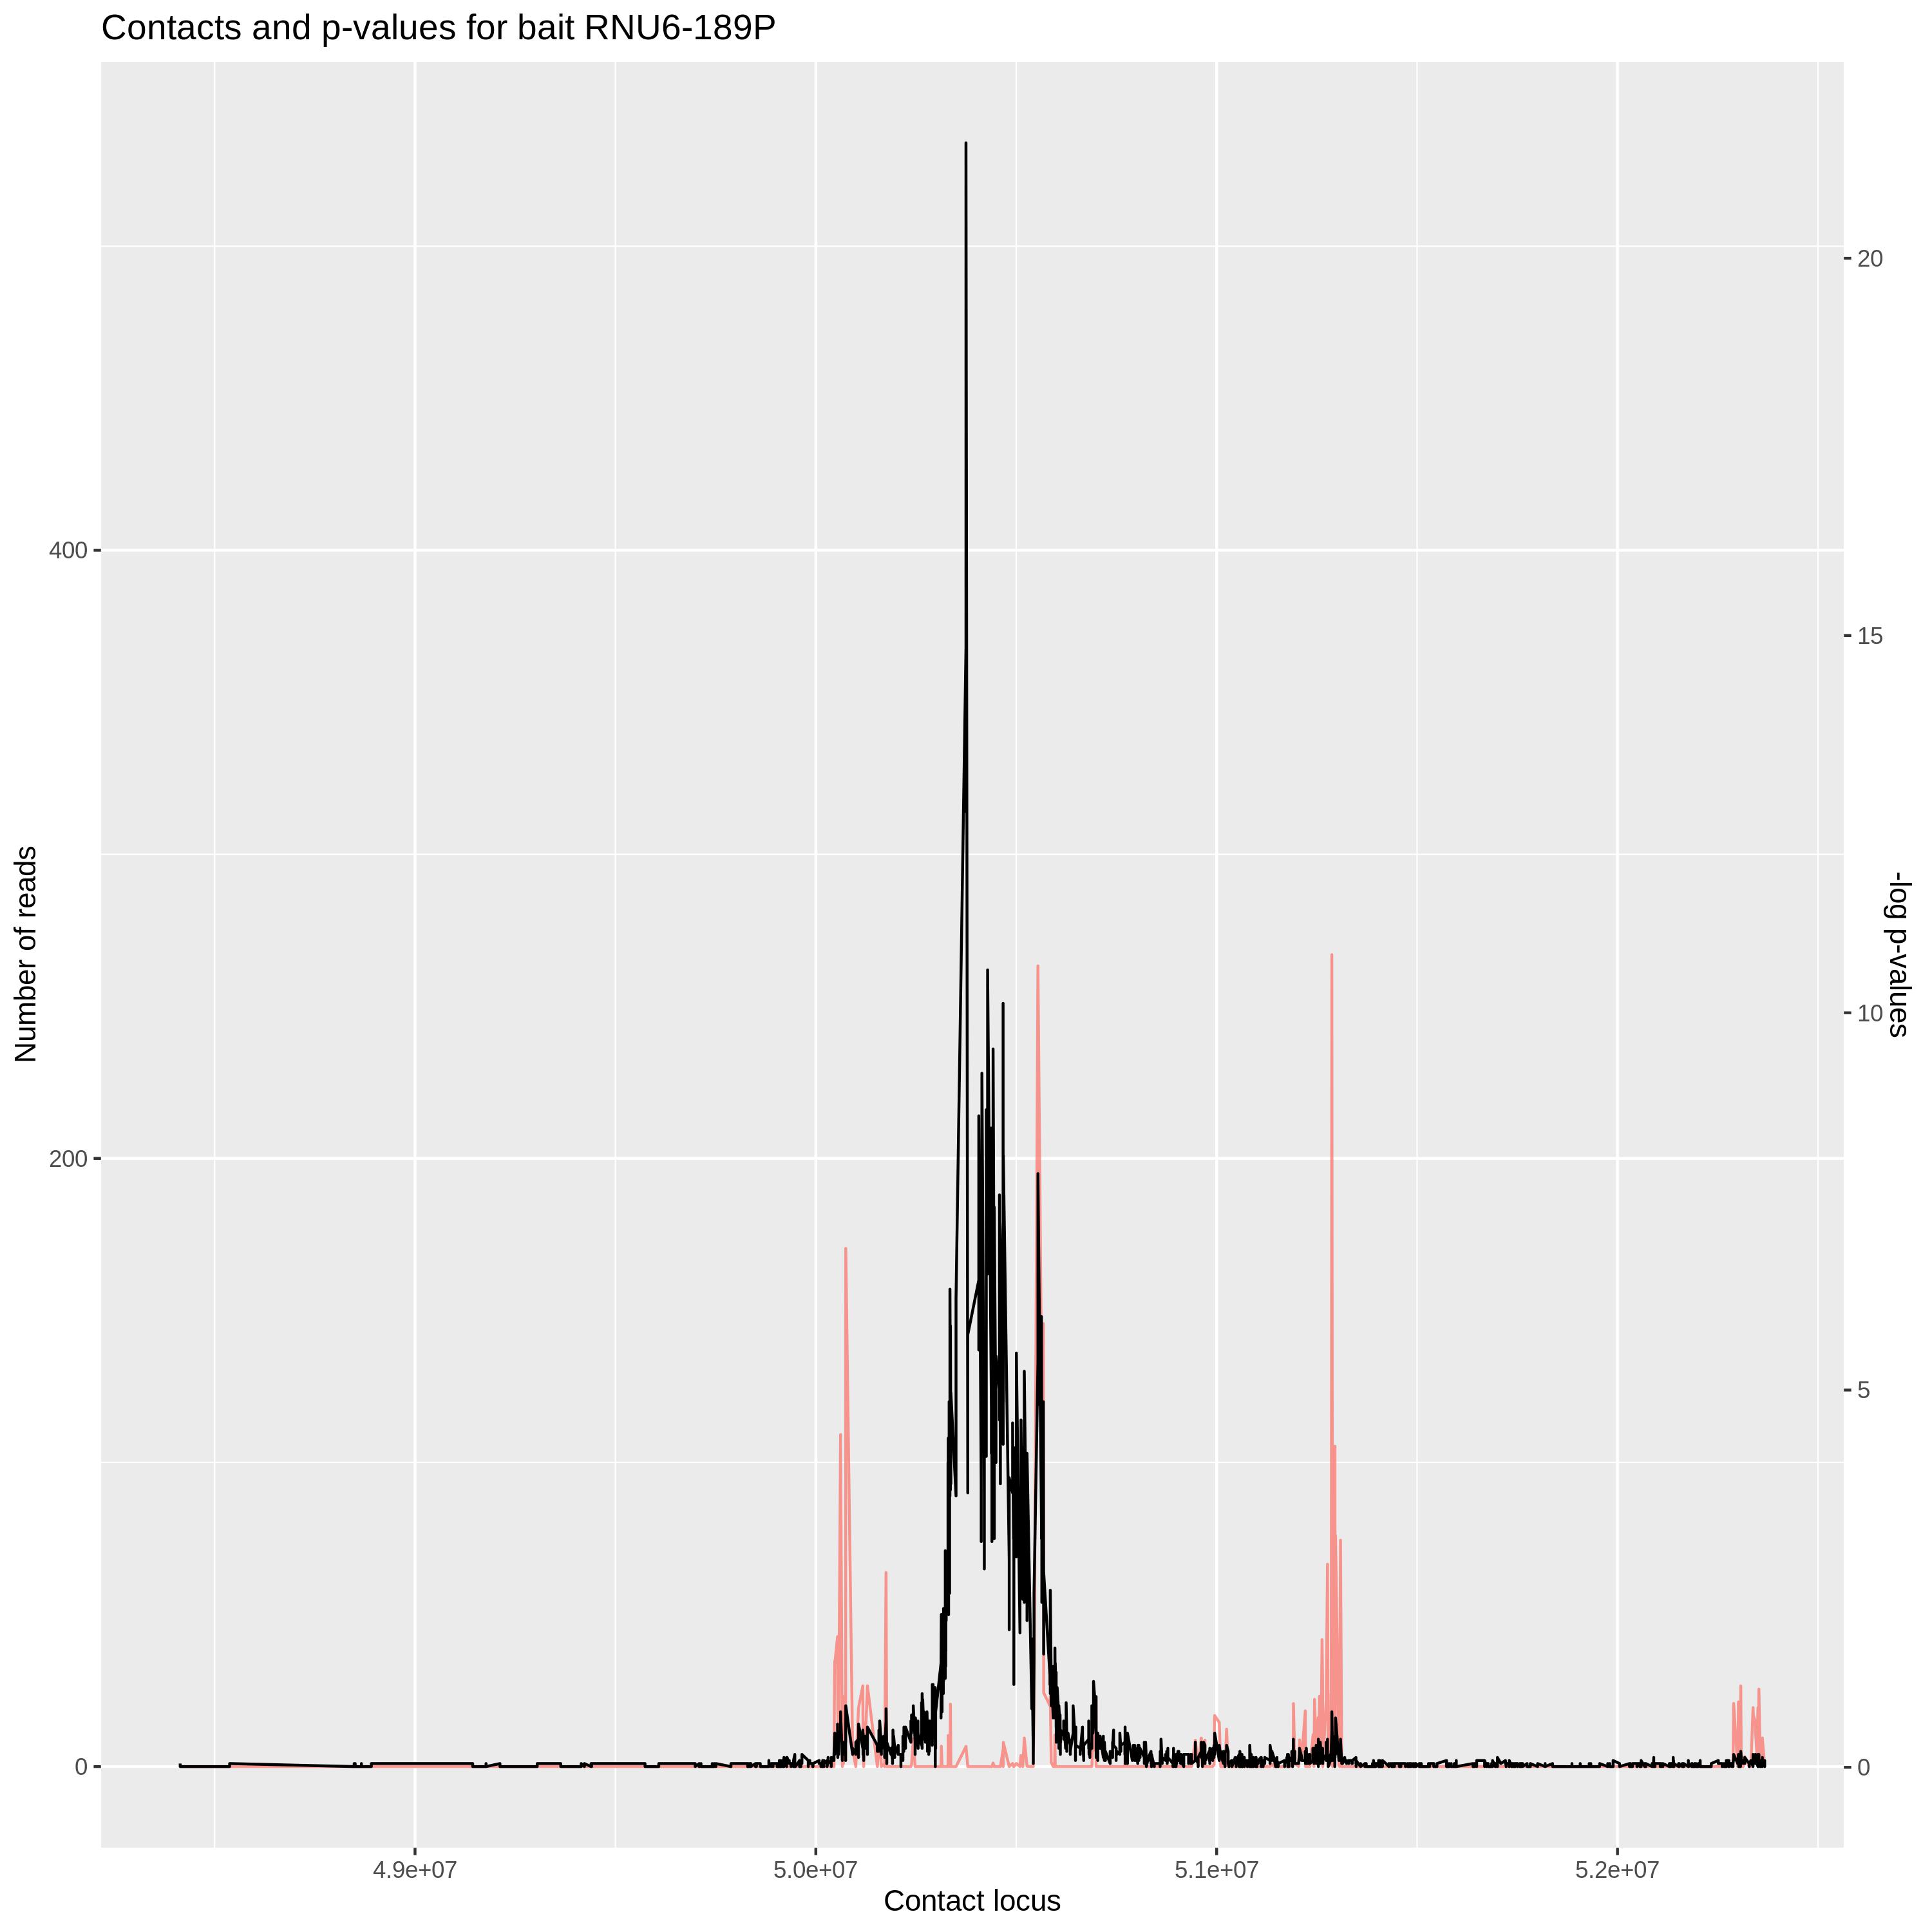 Contacts and p-values for bait RNU6-189P
Number of reads
400
200
0
20
15
10
5
0
-log p-values
4.9e+07
5.0e+07
5.1e+07
5.2e+07
Contact locus